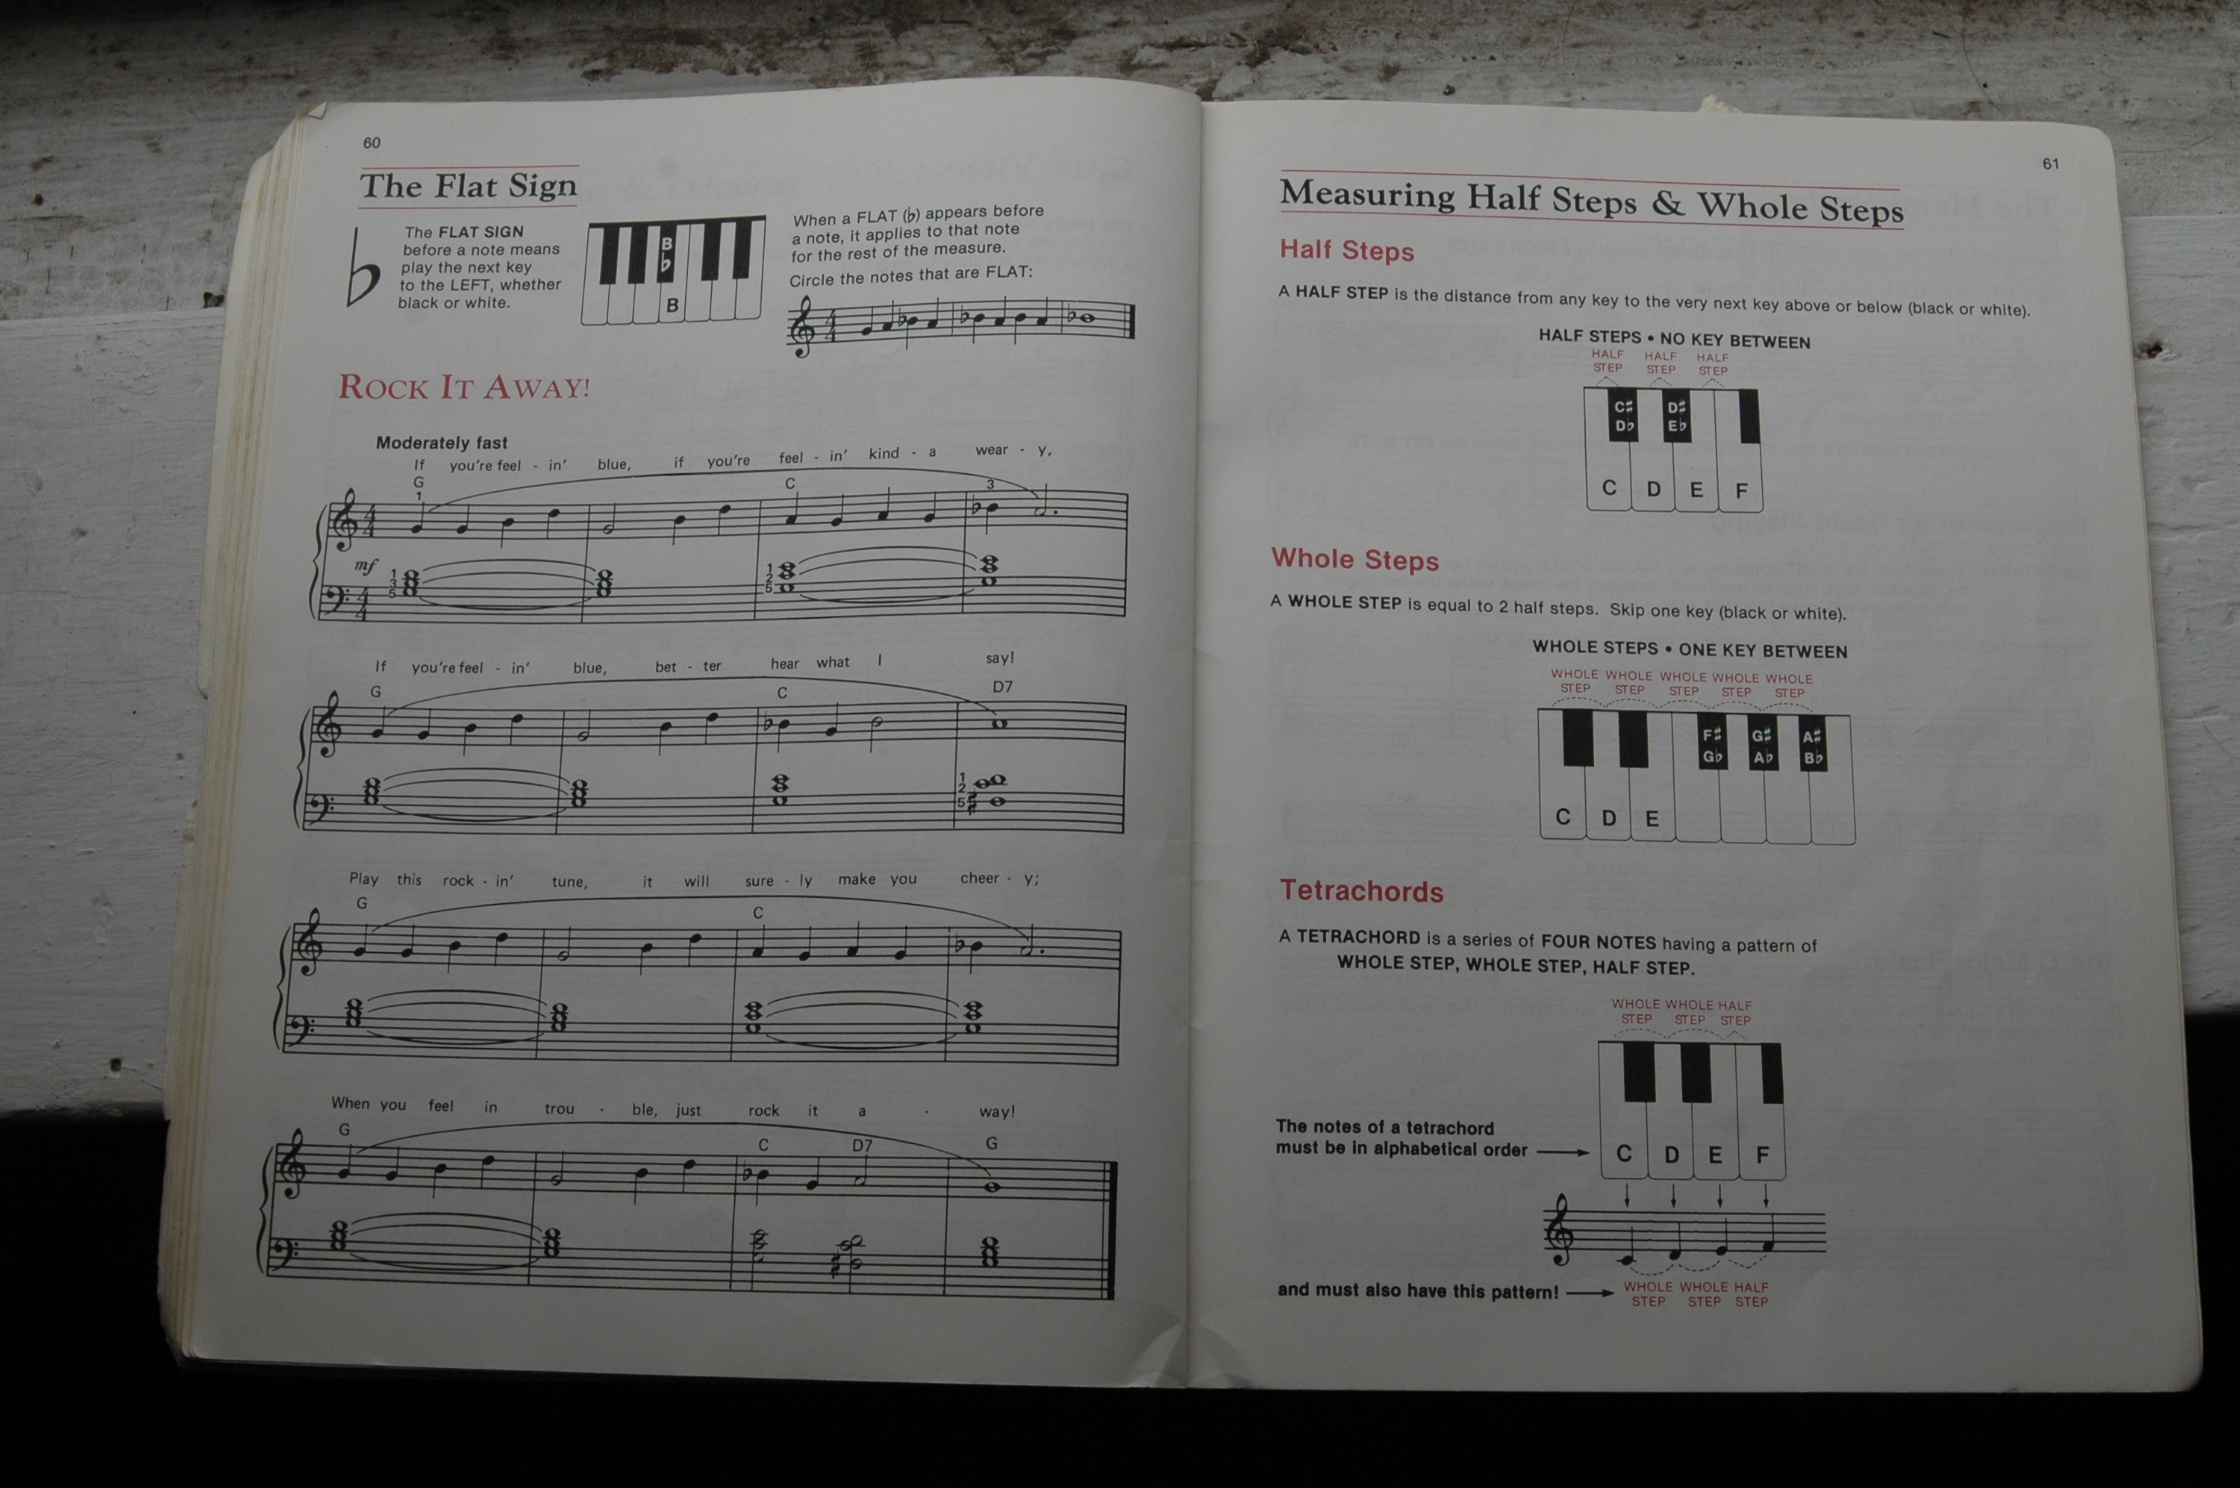 60
The Flat Sign
♭
The FLAT SIGN
before a note means
play the next key
to the LEFT, whether
black or white.
B
♭
B
When a FLAT (♭) appears before
a note, it applies to that note
for the rest of the measure.
Circle the notes that are FLAT:
4
4
ROCK IT AWAY!
Moderately fast
If you're feel - in' blue, if you're feel - in' kind - a wear - y,
G C
1 3
4
4
mf
1 3 5 1 2 5
4
4
If you're feel - in' blue, bet - ter hear what I say!
G C D7
1 2 5 ♯
Play this rock - in' tune, it will sure - ly make you cheer - y;
G C
When you feel in trou - ble, just rock it a - way!
G C D7 G
61
Measuring Half Steps & Whole Steps
Half Steps
A HALF STEP is the distance from any key to the very next key above or below (black or white).
HALF STEPS • NO KEY BETWEEN
HALF HALF HALF
STEP STEP STEP
C♯ D♯
D♭ E♭
C D E F
Whole Steps
A WHOLE STEP is equal to 2 half steps. Skip one key (black or white).
WHOLE STEPS • ONE KEY BETWEEN
WHOLE WHOLE WHOLE WHOLE WHOLE
STEP STEP STEP STEP STEP
F♯ G♯ A♯
G♭ A♭ B♭
C D E
Tetrachords
A TETRACHORD is a series of FOUR NOTES having a pattern of
WHOLE STEP, WHOLE STEP, HALF STEP.
WHOLE WHOLE HALF
STEP STEP STEP
The notes of a tetrachord
must be in alphabetical order
C D E F
and must also have this pattern!
WHOLE WHOLE HALF
STEP STEP STEP